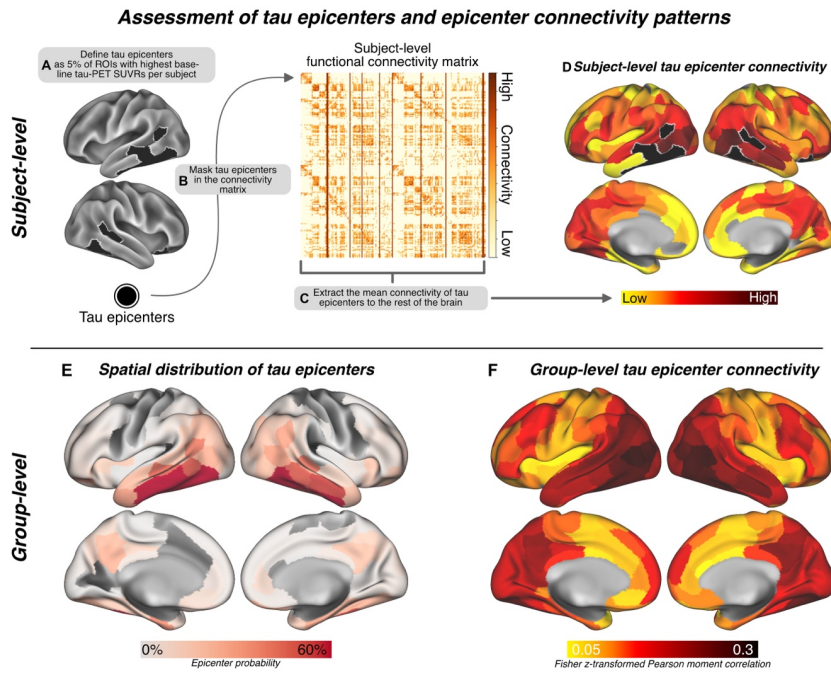 Assessment of tau epicenters and epicenter connectivity patterns
Subject-level
A
Define tau epicenters
as 5% of ROIs with highest base-
line tau-PET SUVRs per subject
B
Mask tau epicenters
in the connectivity
matrix
Tau epicenters
Subject-level
functional connectivity matrix
High
Connectivity
Low
C
Extract the mean connectivity of tau
epicenters to the rest of the brain
D Subject-level tau epicenter connectivity
Low High
Group-level
E Spatial distribution of tau epicenters
0% 60%
Epicenter probability
F Group-level tau epicenter connectivity
0.05 0.3
Fisher z-transformed Pearson moment correlation